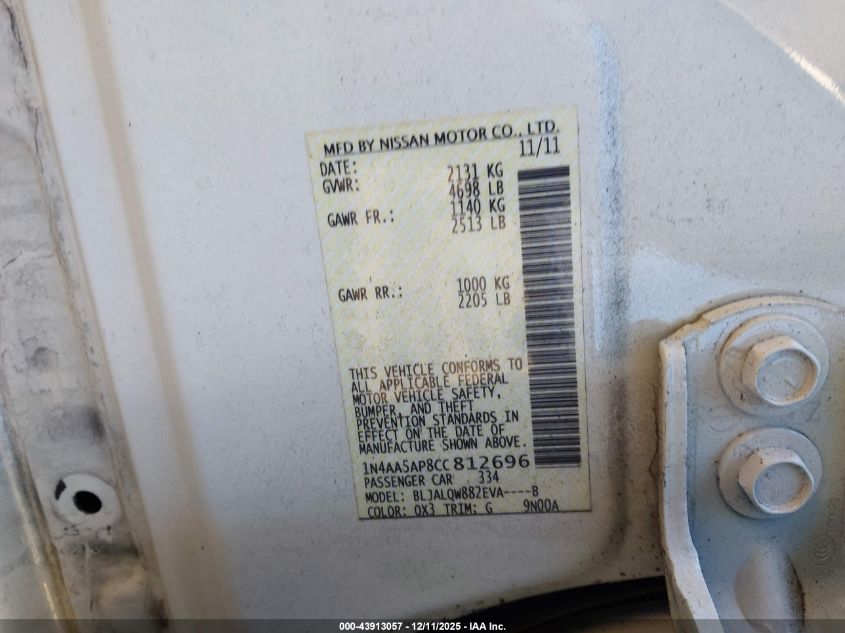 MFD BY NISSAN MOTOR CO., LTD.
DATE: 11/11
GVWR: 2131 KG
4698 LB
GAWR FR.: 1140 KG
2513 LB
GAWR RR.: 1000 KG
2205 LB
THIS VEHICLE CONFORMS TO
ALL APPLICABLE FEDERAL
MOTOR VEHICLE SAFETY,
BUMPER, AND THEFT
PREVENTION STANDARDS IN
EFFECT ON THE DATE OF
MANUFACTURE SHOWN ABOVE.
1N4AA5AP8CC812696
PASSENGER CAR 334
MODEL: BLJALQW882EVA----B
COLOR: QX3 TRIM: G 9N00A
000-43913057 - 12/11/2025 - IAA Inc.